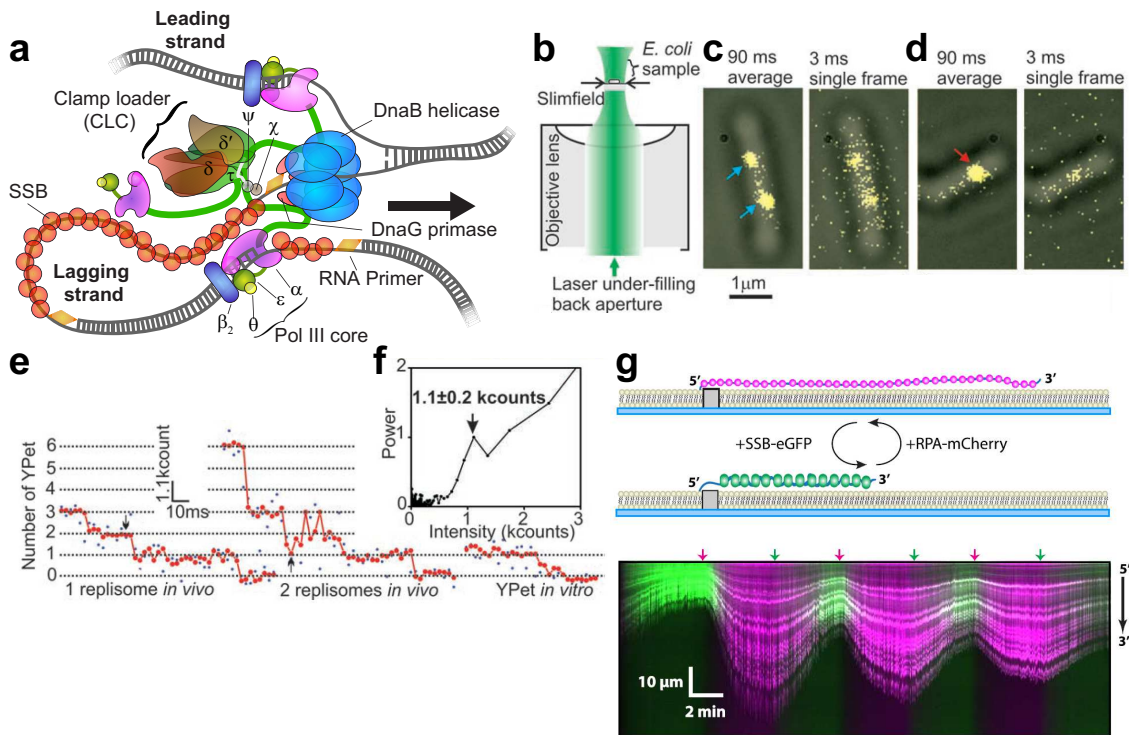 a
Leading
strand
Clamp loader
(CLC)
ψ
χ
DnaB helicase
δ'
δ
τ
SSB
DnaG primase
RNA Primer
Lagging
strand
α
ε
θ
β2
Pol III core
b
E. coli
sample
Slimfield
Objective lens
Laser under-filling
back aperture
c
90 ms
average
3 ms
single frame
1μm
d
90 ms
average
3 ms
single frame
e
Number of YPet
6
5
4
3
2
1
0
1.1kcount
10ms
1 replisome in vivo
2 replisomes in vivo
YPet in vitro
f
Power
2
1
0
1.1±0.2 kcounts
0
1
2
3
Intensity (kcounts)
g
5’
3’
+SSB-eGFP
+RPA-mCherry
5’
3’
5’
3’
10 μm
2 min